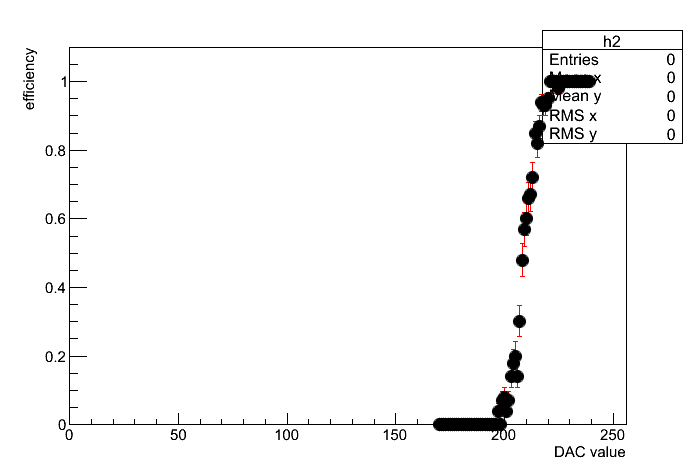 h2
Entries 0
Mean x 0
Mean y 0
RMS x 0
RMS y 0
efficiency
1
0.8
0.6
0.4
0.2
0
0 50 100 150 200 250
DAC value